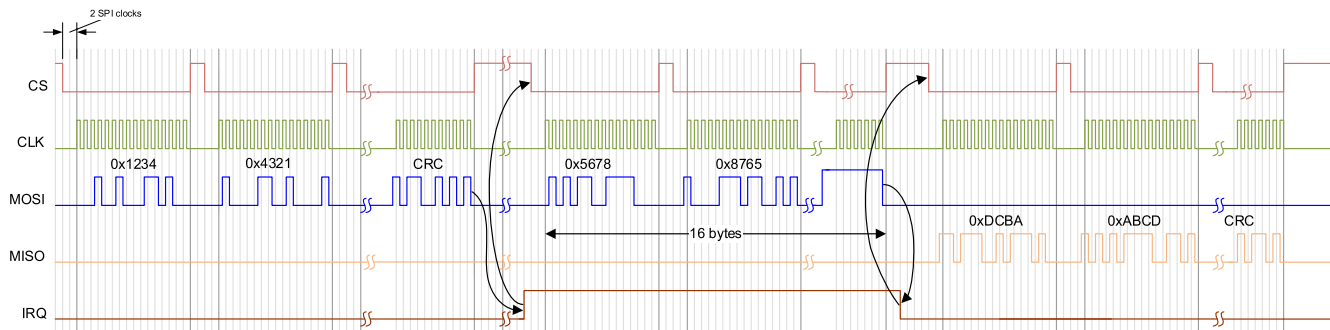 2 SPI clocks
CS
CLK
0x1234 0x4321 CRC 0x5678 0x8765
MOSI
16 bytes
0xDCBA 0xABCD CRC
MISO
IRQ